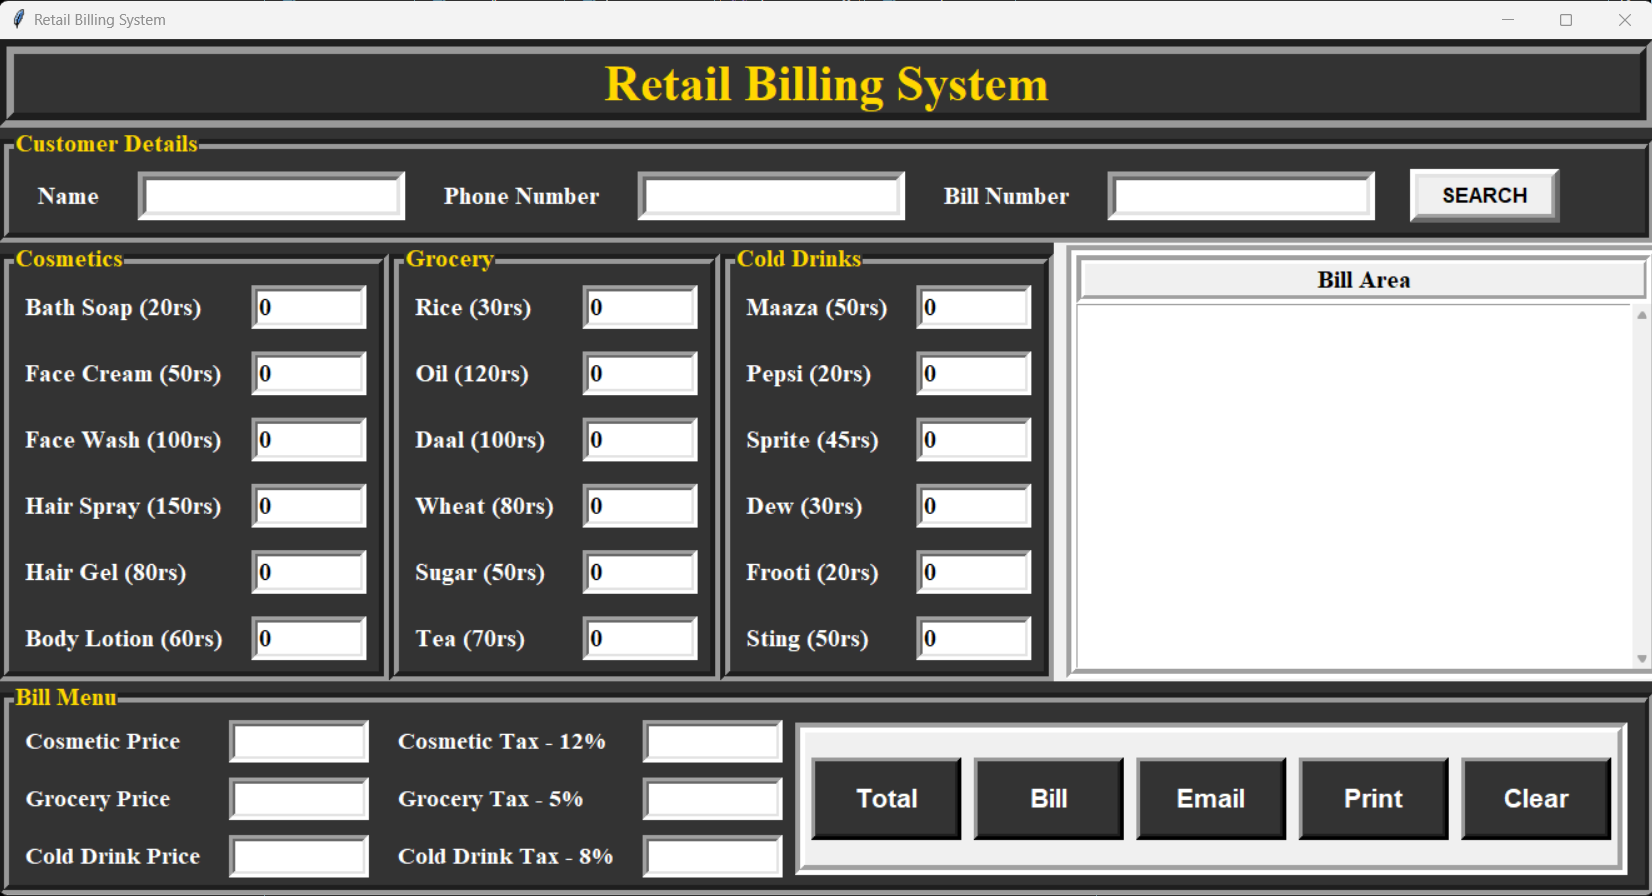 Retail Billing System
Retail Billing System
Customer Details
Name Phone Number Bill Number SEARCH
Cosmetics
Bath Soap (20rs) 0
Face Cream (50rs) 0
Face Wash (100rs) 0
Hair Spray (150rs) 0
Hair Gel (80rs) 0
Body Lotion (60rs) 0
Grocery
Rice (30rs) 0
Oil (120rs) 0
Daal (100rs) 0
Wheat (80rs) 0
Sugar (50rs) 0
Tea (70rs) 0
Cold Drinks
Maaza (50rs) 0
Pepsi (20rs) 0
Sprite (45rs) 0
Dew (30rs) 0
Frooti (20rs) 0
Sting (50rs) 0
Bill Area
Bill Menu
Cosmetic Price Cosmetic Tax - 12%
Grocery Price Grocery Tax - 5%
Cold Drink Price Cold Drink Tax - 8%
Total Bill Email Print Clear